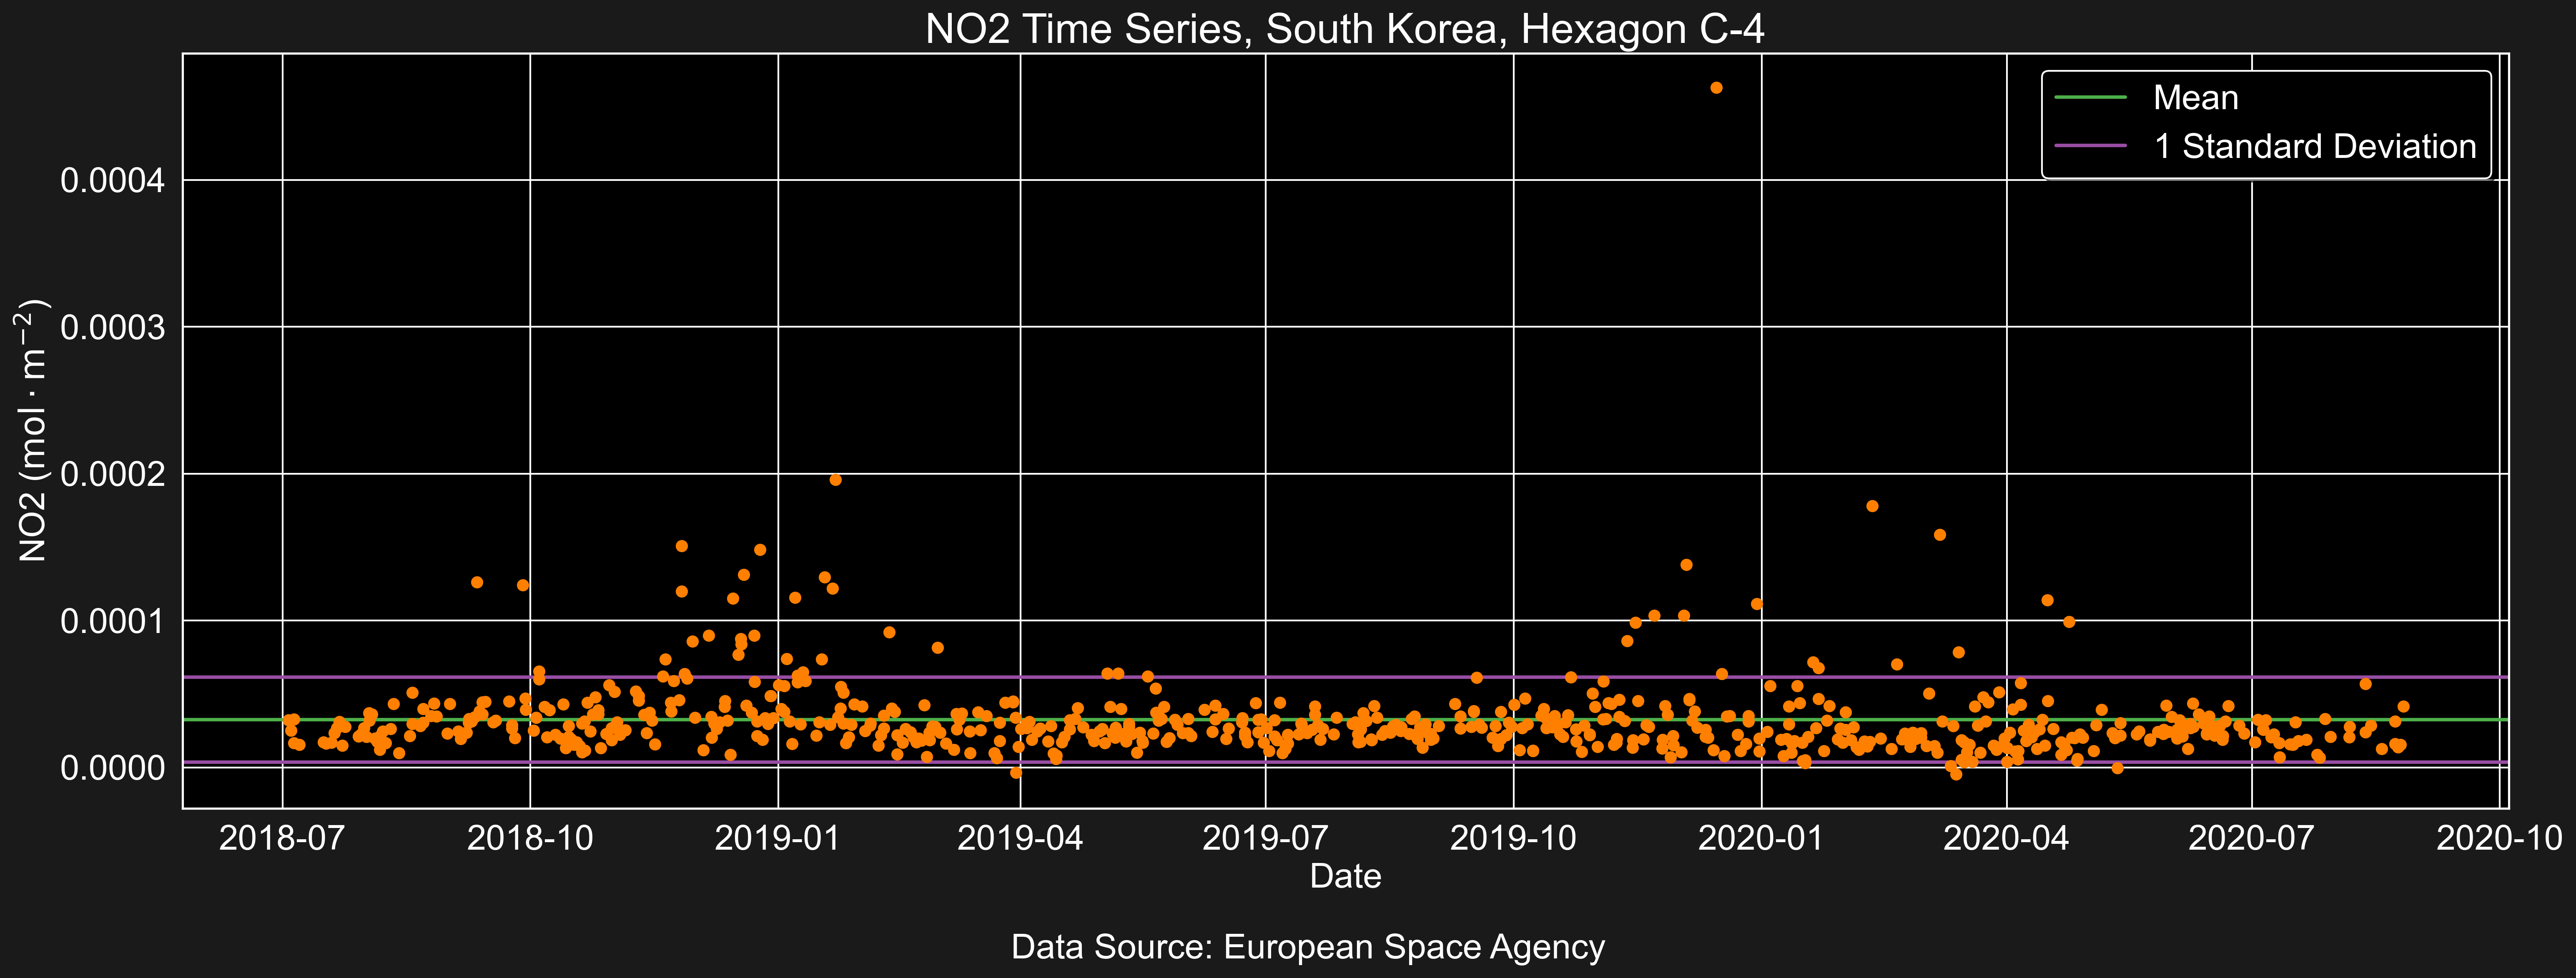 NO2 Time Series, South Korea, Hexagon C-4
Mean
1 Standard Deviation
0.0004
0.0003
0.0002
0.0001
0.0000
NO2 (mol · m⁻²)
2018-07 2018-10 2019-01 2019-04 2019-07 2019-10 2020-01 2020-04 2020-07 2020-10
Date
Data Source: European Space Agency